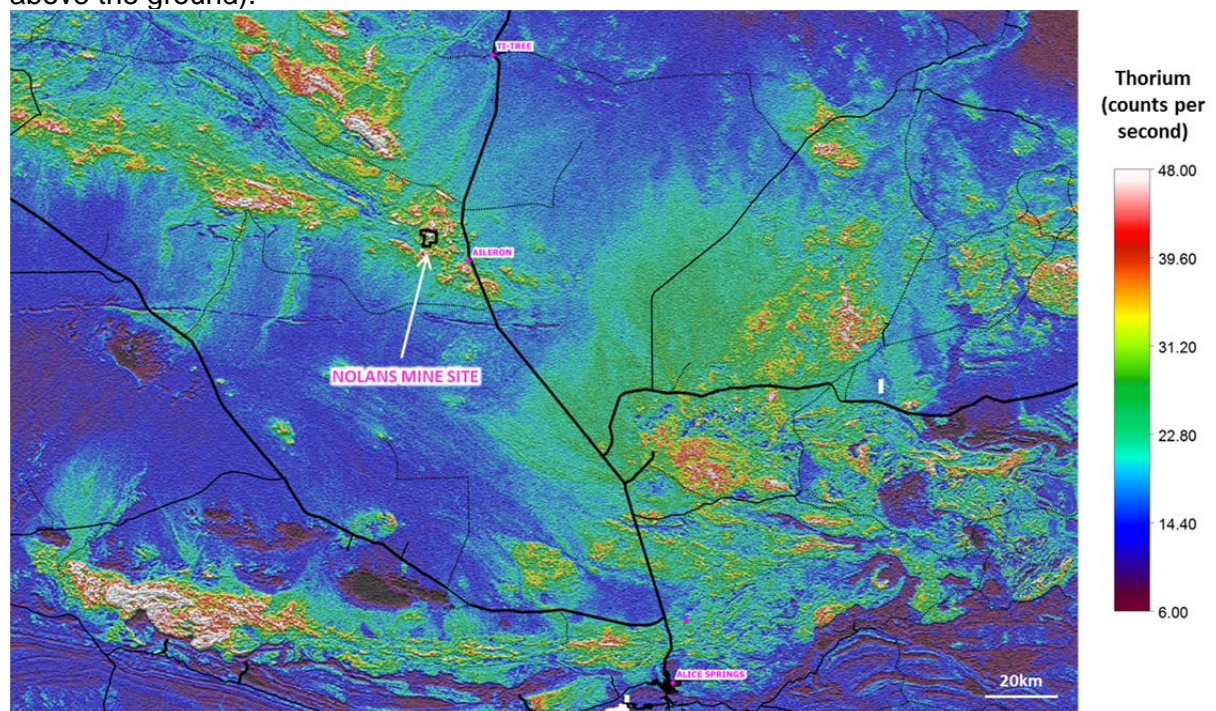 above the ground).
TI-TREE
AILERON
NOLANS MINE SITE
ALICE SPRINGS
20km
Thorium
(counts per
second)
48.00
39.60
31.20
22.80
14.40
6.00